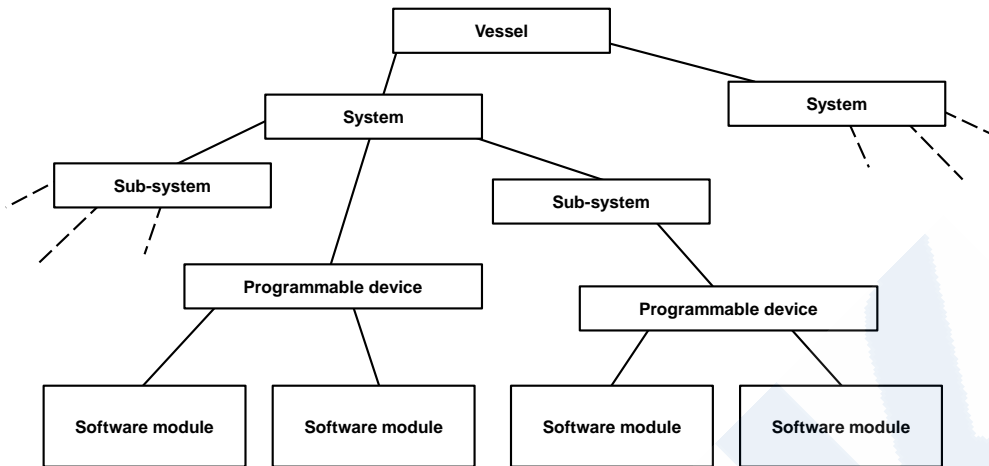 Vessel
System
System
Sub-system
Sub-system
Programmable device
Programmable device
Software module
Software module
Software module
Software module